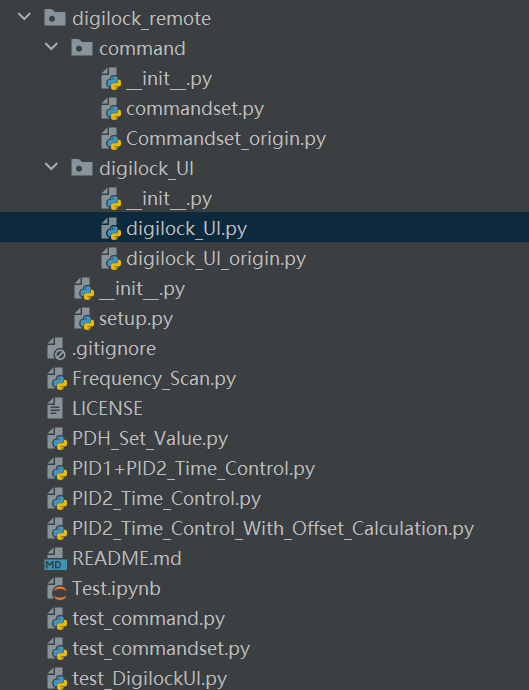 digilock_remote
command
__init__.py
commandset.py
Commandset_origin.py
digilock_UI
__init__.py
digilock_UI.py
digilock_UI_origin.py
__init__.py
setup.py
.gitignore
Frequency_Scan.py
LICENSE
PDH_Set_Value.py
PID1+PID2_Time_Control.py
PID2_Time_Control.py
PID2_Time_Control_With_Offset_Calculation.py
MD README.md
Test.ipynb
test_command.py
test_commandset.py
test_DigilockUI.py